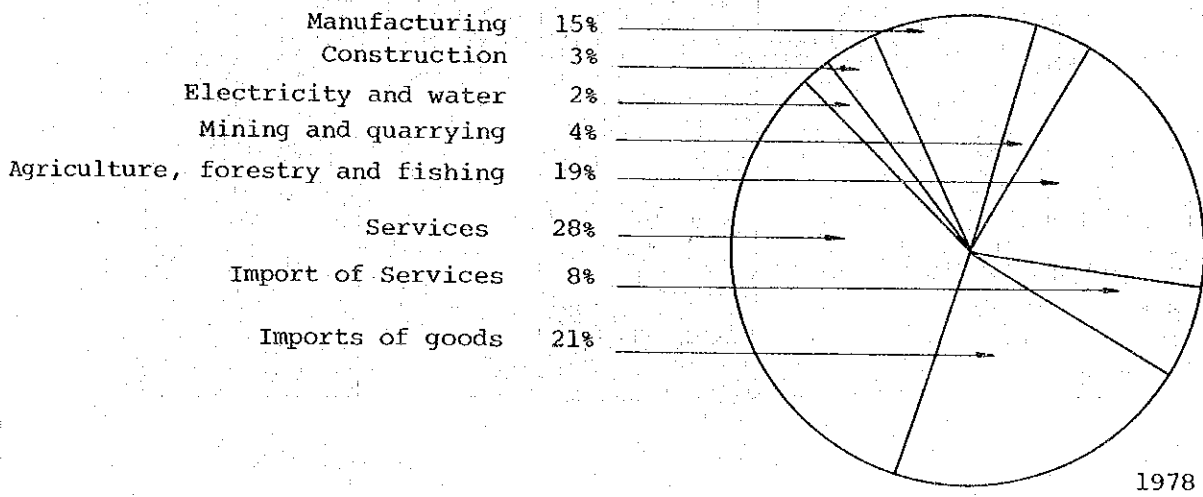 Manufacturing 15%
Construction 3%
Electricity and water 2%
Mining and quarrying 4%
Agriculture, forestry and fishing 19%
Services 28%
Import of Services 8%
Imports of goods 21%
1978